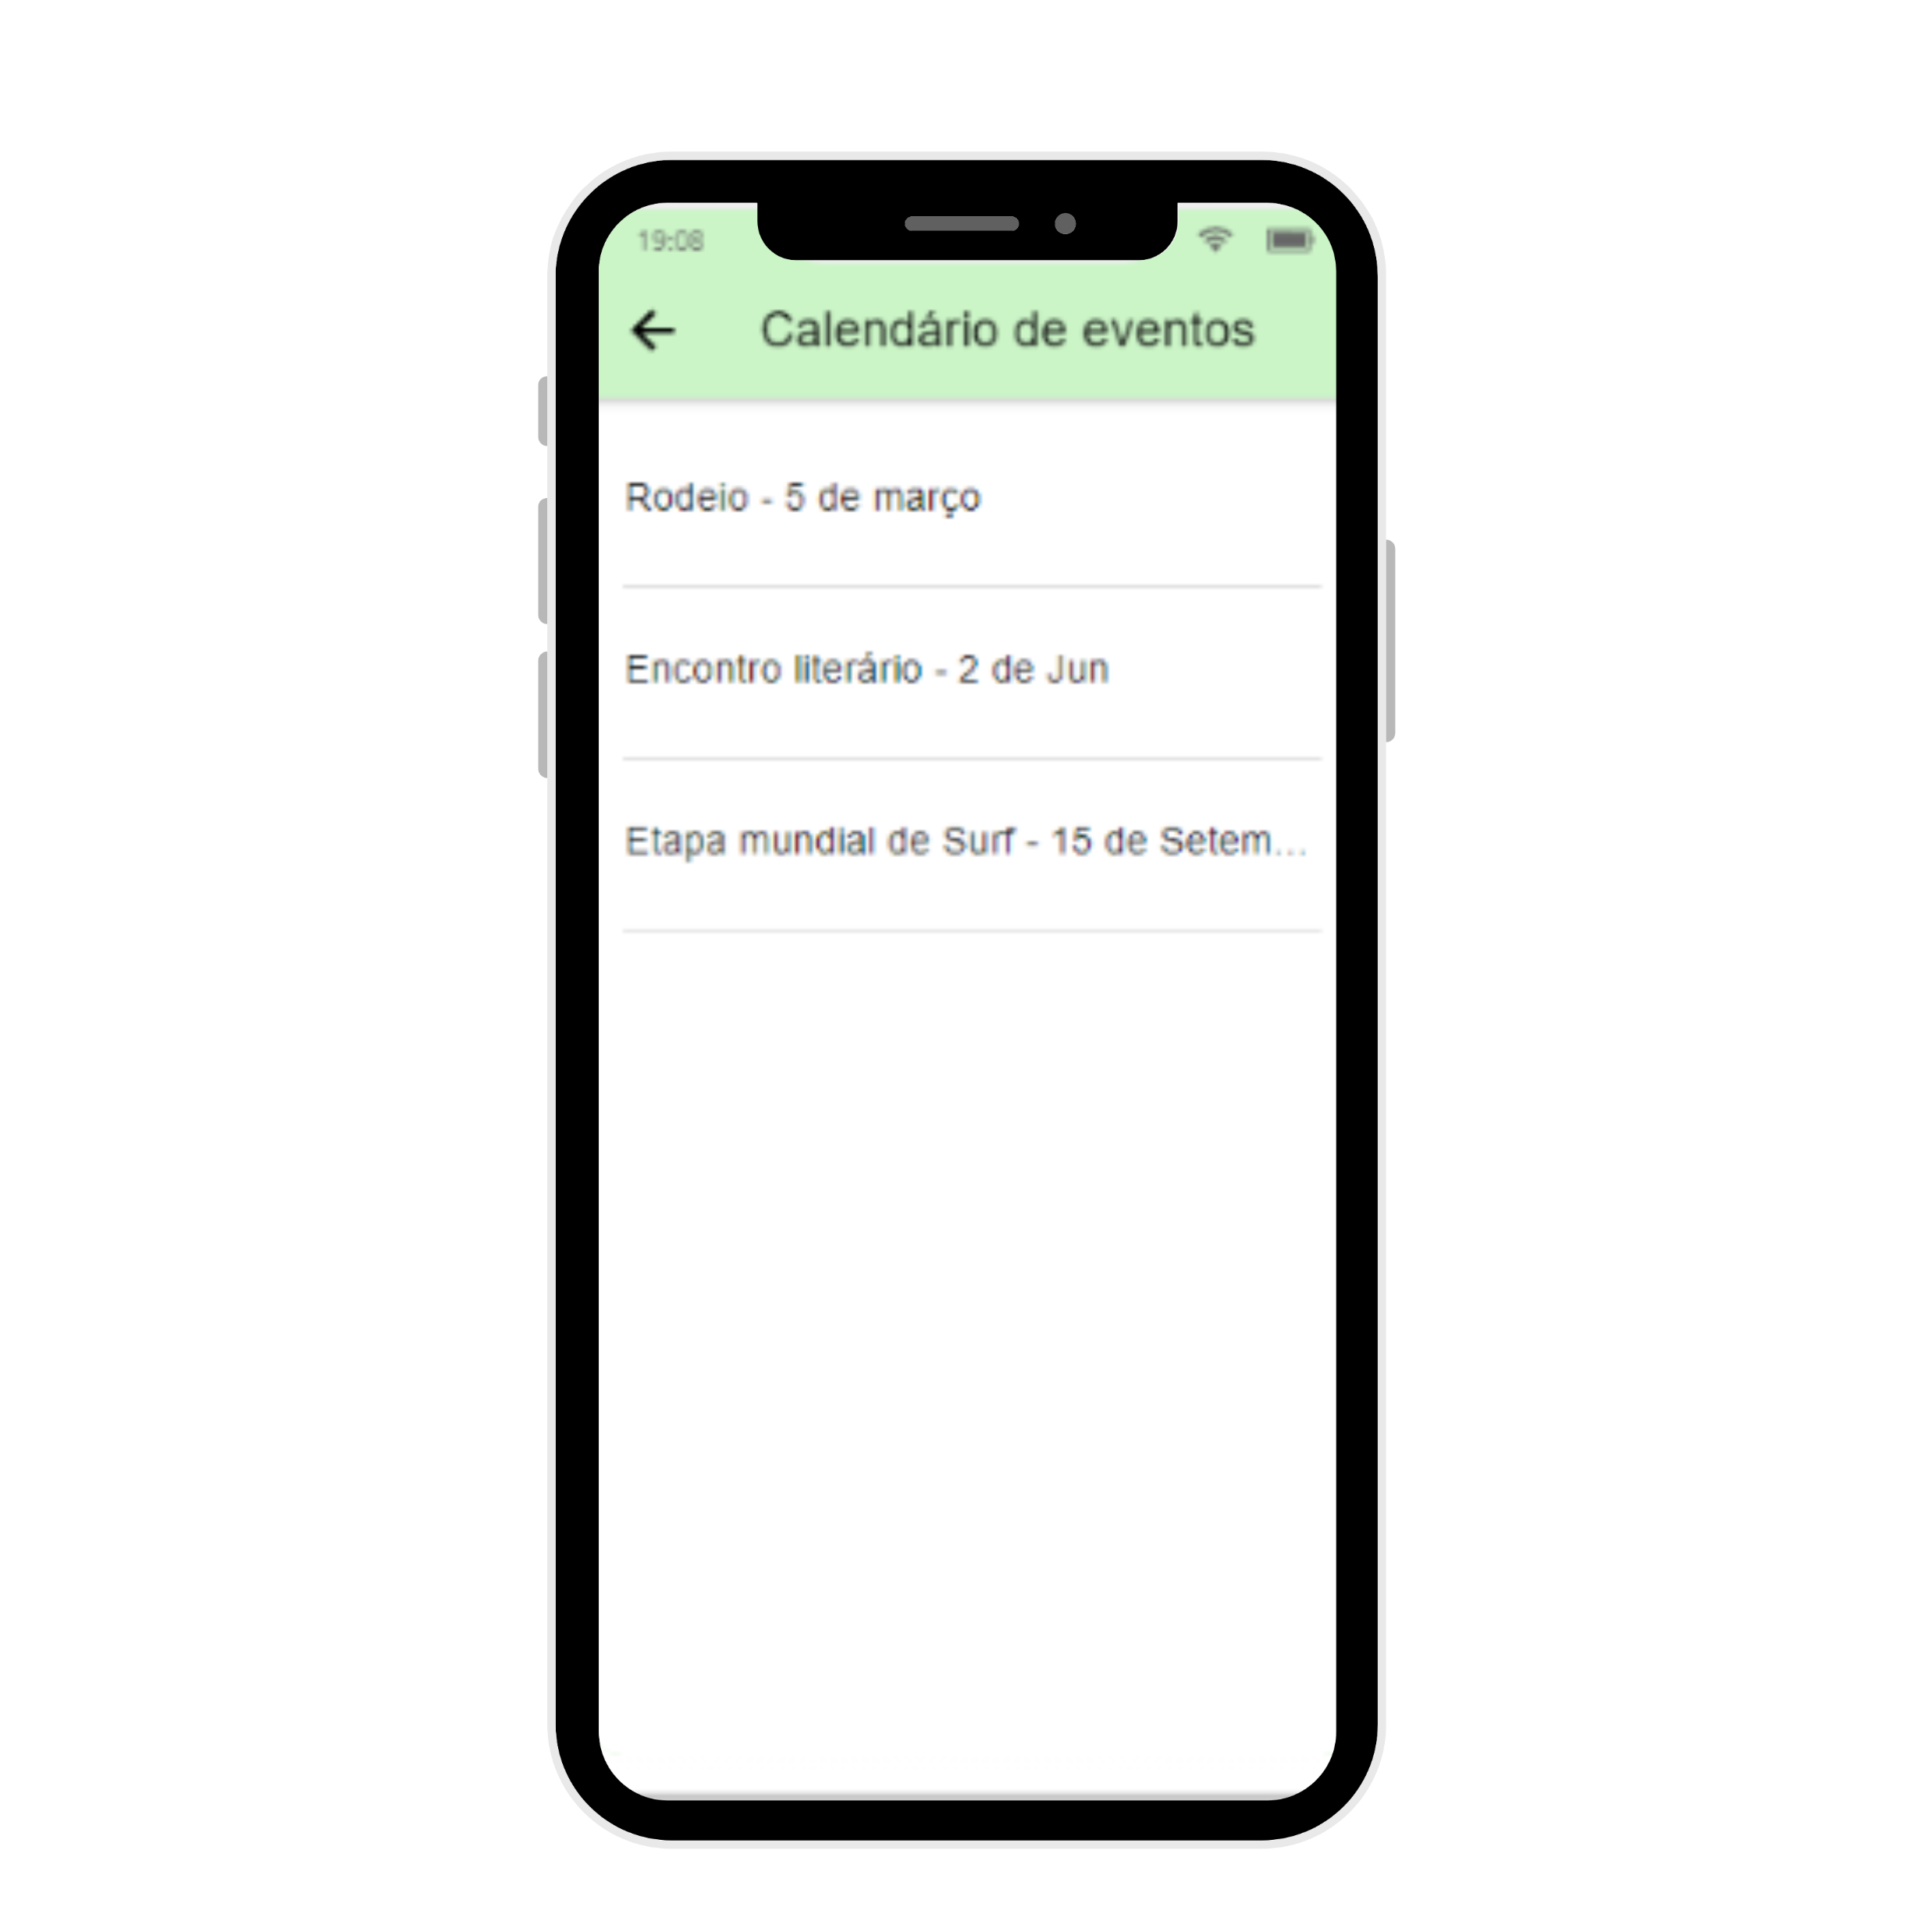 19:08
Calendário de eventos
Rodeio - 5 de março
Encontro literário - 2 de Jun
Etapa mundial de Surf - 15 de Setem...